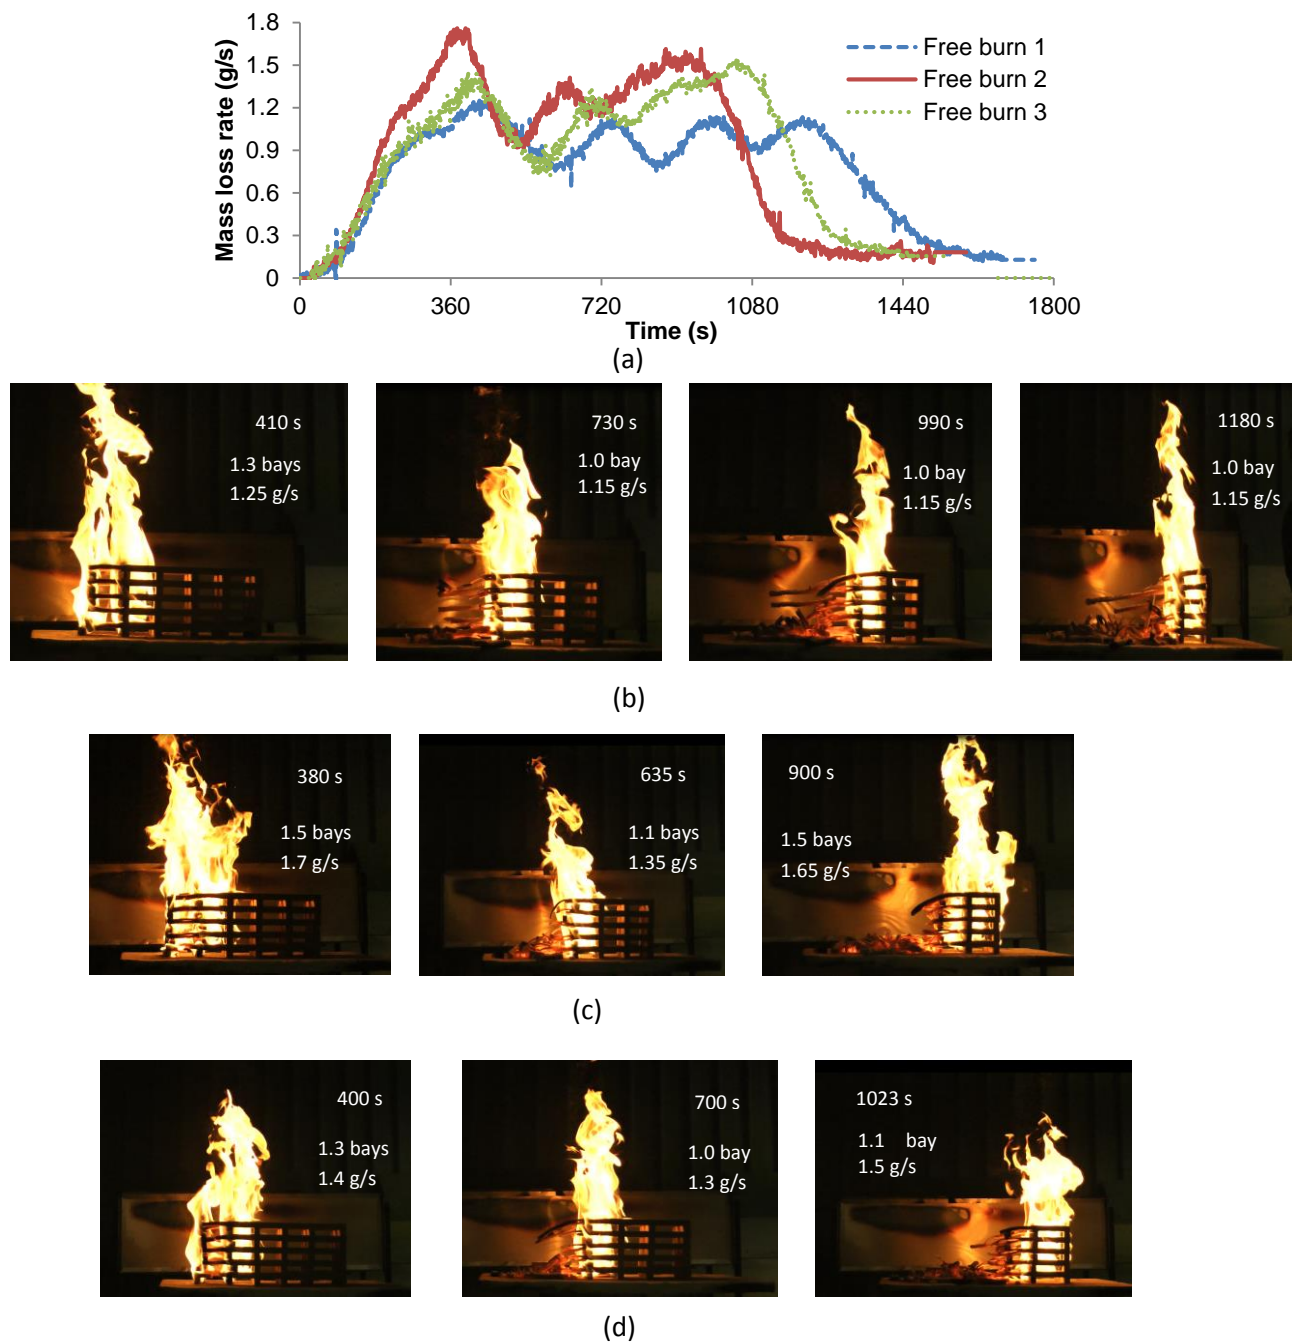 Mass loss rate (g/s)
1.8
1.5
1.2
0.9
0.6
0.3
0
0
360
720
1080
1440
1800
Time (s)
Free burn 1
Free burn 2
Free burn 3
(a)
410 s
1.3 bays
1.25 g/s
730 s
1.0 bay
1.15 g/s
990 s
1.0 bay
1.15 g/s
1180 s
1.0 bay
1.15 g/s
(b)
380 s
1.5 bays
1.7 g/s
635 s
1.1 bays
1.35 g/s
900 s
1.5 bays
1.65 g/s
(c)
400 s
1.3 bays
1.4 g/s
700 s
1.0 bay
1.3 g/s
1023 s
1.1 bay
1.5 g/s
(d)